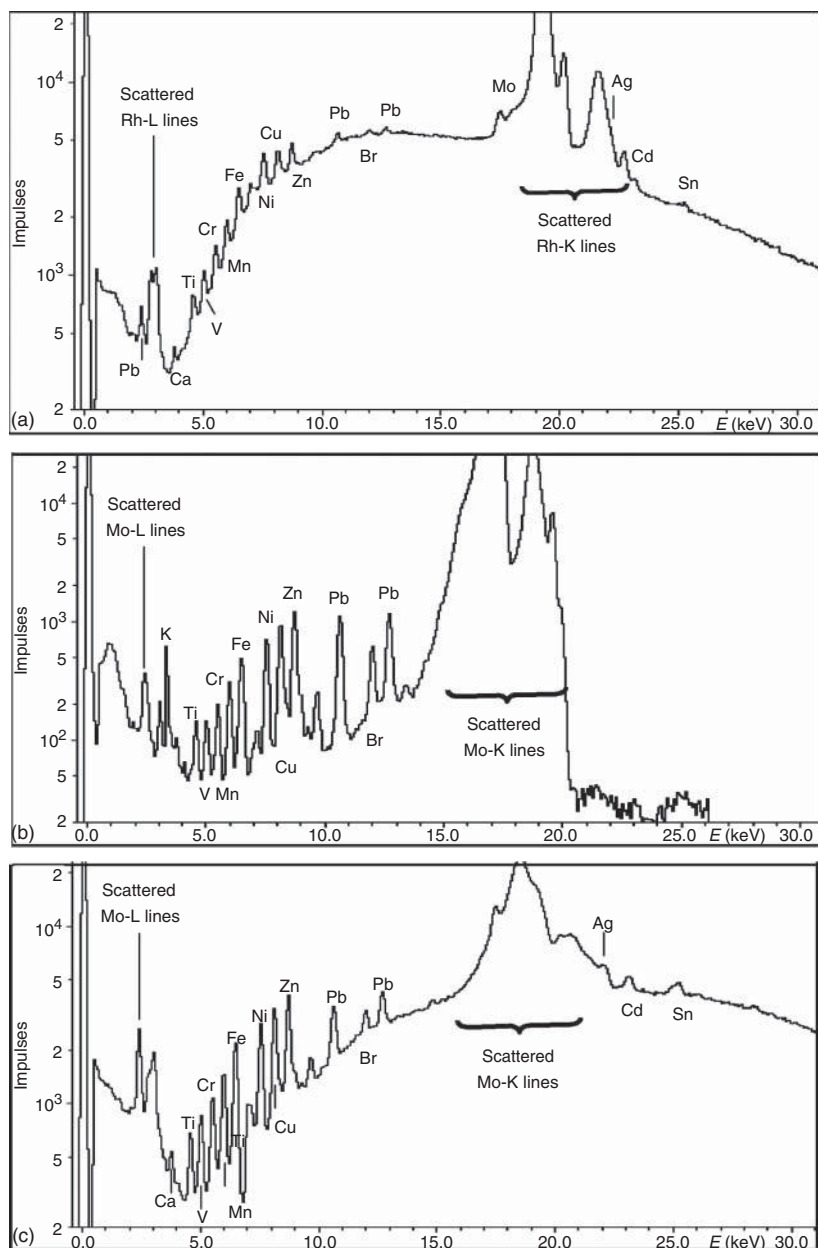 2
10⁴
5
2
10³
5
2
Impulses
Scattered
Rh-L lines
Pb
Ca
Ti
V
Cr
Mn
Fe
Ni
Cu
Zn
Pb
Br
Pb
Mo
Ag
Cd
Sn
Scattered
Rh-K lines
(a)
0.0 5.0 10.0 15.0 20.0 25.0 E (keV) 30.0
2
10⁴
5
2
10³
5
2
10²
5
2
Impulses
Scattered
Mo-L lines
K
Ti
V Mn
Cr
Fe
Ni
Cu
Zn
Pb
Br
Pb
Scattered
Mo-K lines
(b)
0.0 5.0 10.0 15.0 20.0 25.0 E (keV) 30.0
2
10⁴
5
2
10³
5
2
Impulses
Scattered
Mo-L lines
Ca
Ti
V
Cr
Mn
Fe
Ti
Ni
Cu
Zn
Pb
Br
Pb
Ag
Cd
Sn
Scattered
Mo-K lines
(c)
0.0 5.0 10.0 15.0 20.0 25.0 E (keV) 30.0